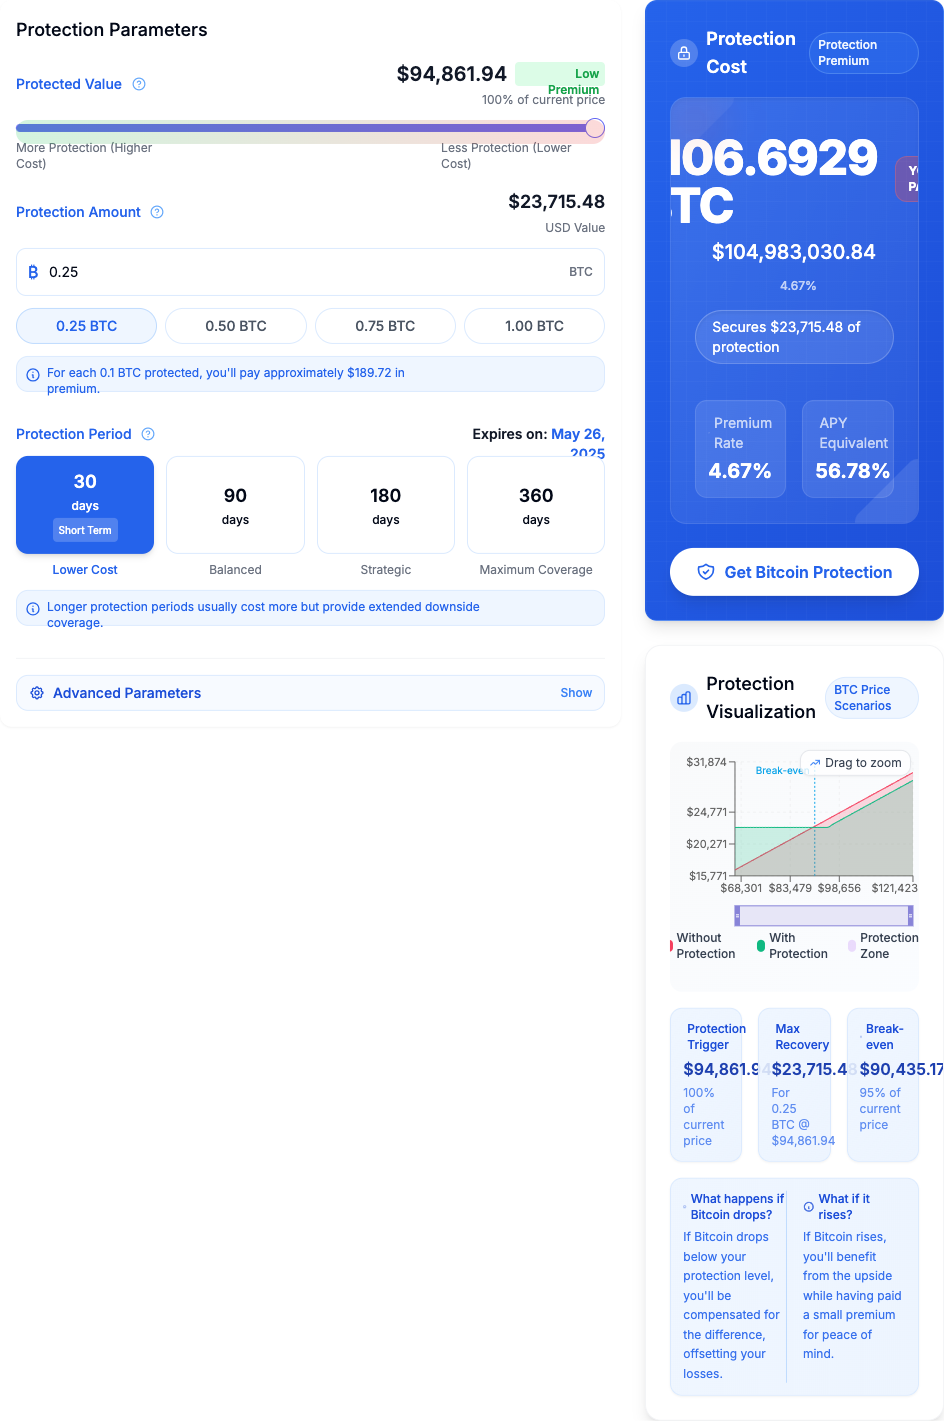 Protection Parameters
Protected Value
$94,861.94
Low
Premium
100% of current price
More Protection (Higher
Cost)
Less Protection (Lower
Cost)
Protection Amount
$23,715.48
USD Value
0.25
BTC
0.25 BTC
0.50 BTC
0.75 BTC
1.00 BTC
For each 0.1 BTC protected, you'll pay approximately $189.72 in
premium.
Protection Period
Expires on: May 26,
2025
30
days
Short Term
90
days
180
days
360
days
Lower Cost
Balanced
Strategic
Maximum Coverage
Longer protection periods usually cost more but provide extended downside
coverage.
Advanced Parameters
Show
Protection
Cost
Protection
Premium
106.6929
BTC
$104,983,030.84
4.67%
Secures $23,715.48 of
protection
Premium
Rate
4.67%
APY
Equivalent
56.78%
Get Bitcoin Protection
Protection
Visualization
BTC Price
Scenarios
Drag to zoom
Break-even
$31,874
$24,771
$20,271
$15,771
$68,301
$83,479
$98,656
$121,423
Without
Protection
With
Protection
Protection
Zone
Protection
Trigger
$94,861.94
100%
of
current
price
Max
Recovery
$23,715.48
For
0.25
BTC @
$94,861.94
Break-
even
$90,435.17
95% of
current
price
What happens if
Bitcoin drops?
If Bitcoin drops
below your
protection level,
you'll be
compensated for
the difference,
offsetting your
losses.
What if it
rises?
If Bitcoin rises,
you'll benefit
from the upside
while having paid
a small premium
for peace of
mind.